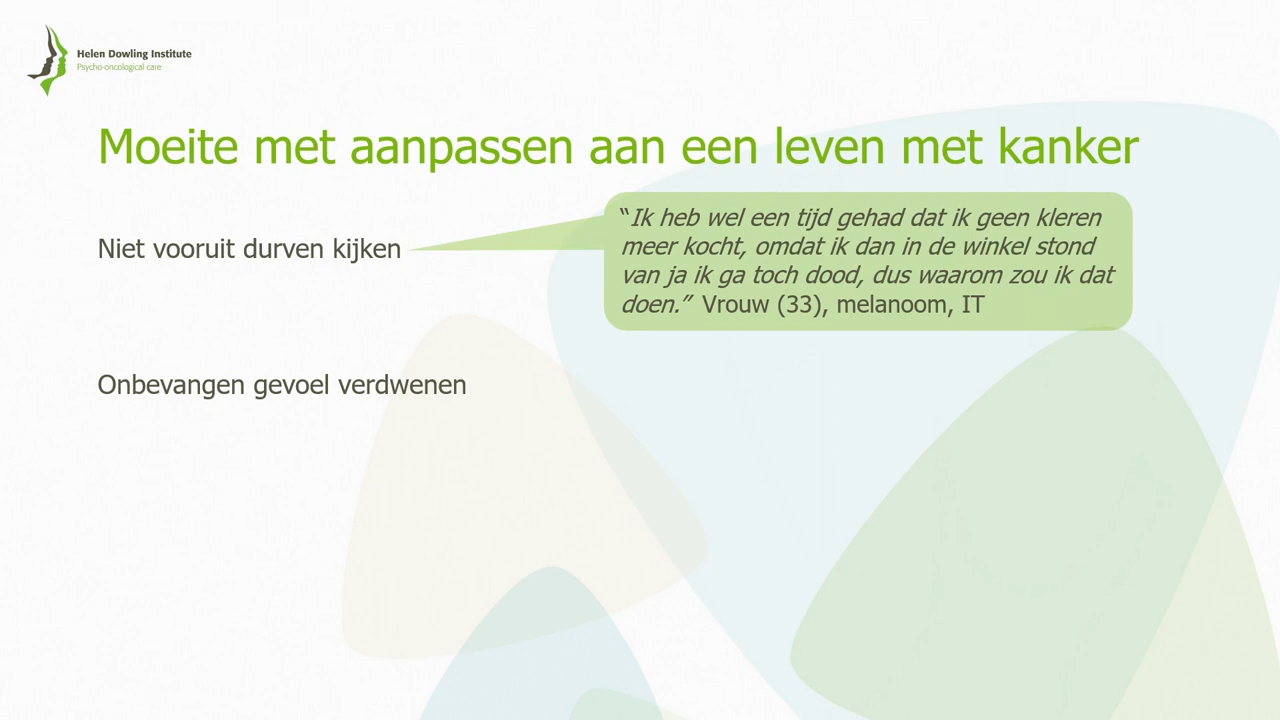 Helen Dowling Institute
Psycho-oncological care
Moeite met aanpassen aan een leven met kanker
Niet vooruit durven kijken
“Ik heb wel een tijd gehad dat ik geen kleren
meer kocht, omdat ik dan in de winkel stond
van ja ik ga toch dood, dus waarom zou ik dat
doen.” Vrouw (33), melanoom, IT
Onbevangen gevoel verdwenen